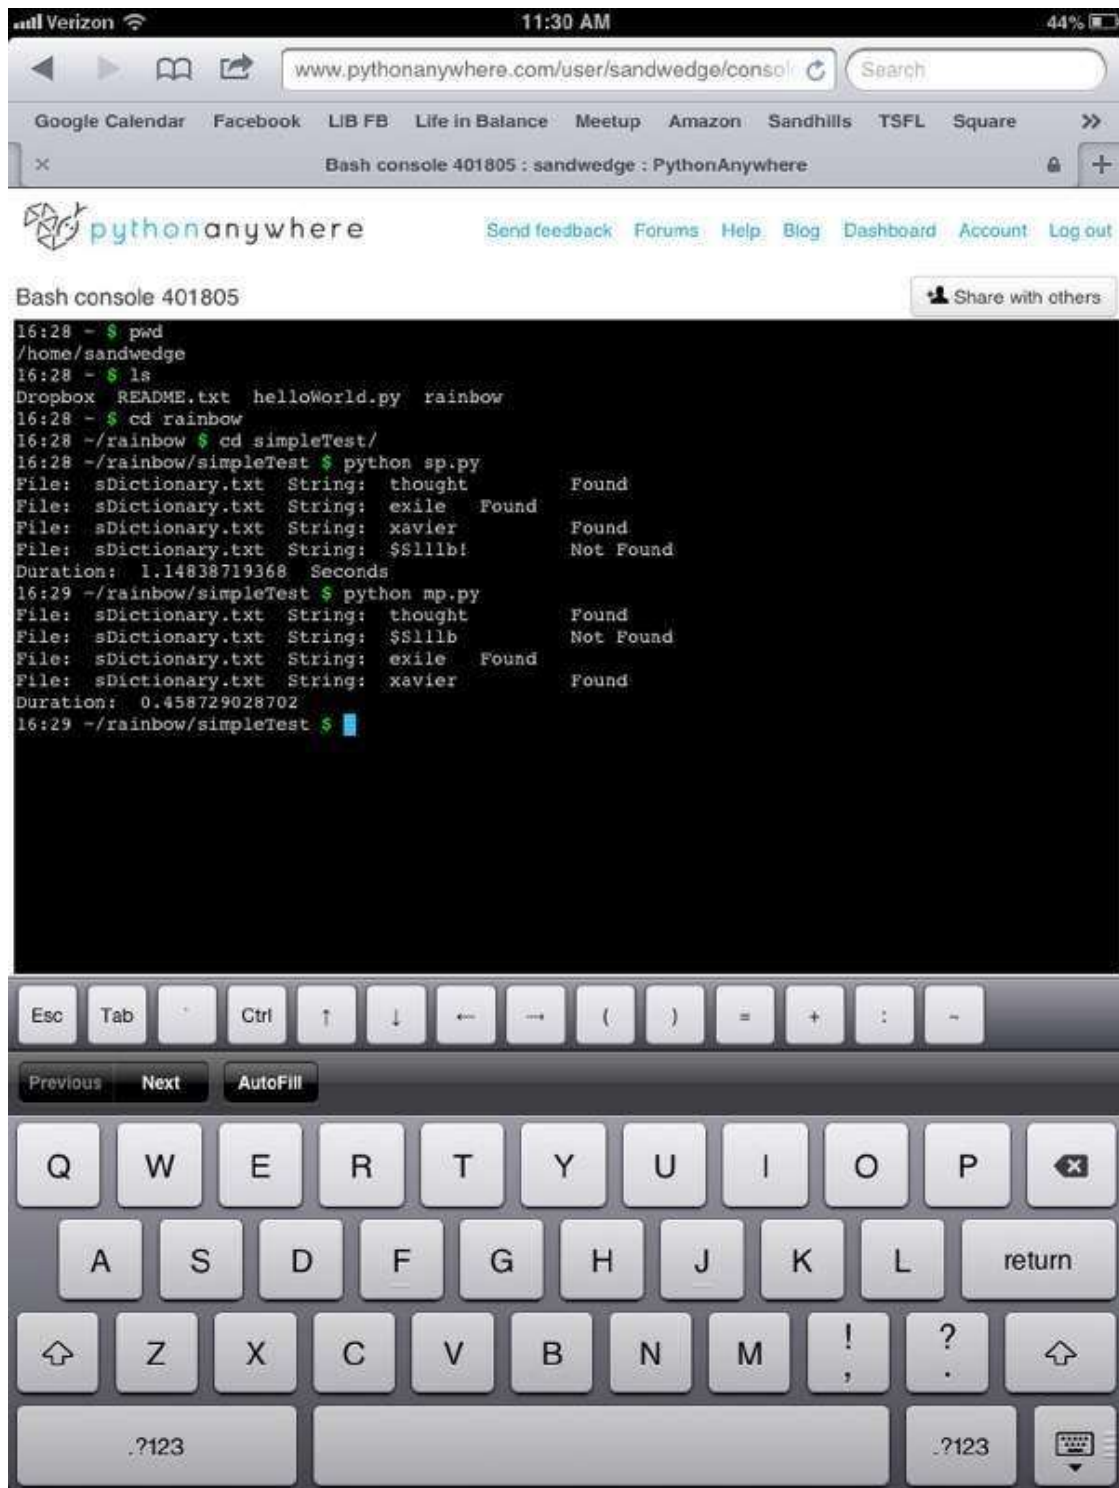 Verizon 11:30 AM 44%
www.pythonanywhere.com/user/sandwedge/consol Search
Google Calendar Facebook LIB FB Life in Balance Meetup Amazon Sandhills TSFL Square >>
× Bash console 401805 : sandwedge : PythonAnywhere +
pythonanywhere Send feedback Forums Help Blog Dashboard Account Log out
Bash console 401805 Share with others
16:28 ~ $ pwd
/home/sandwedge
16:28 ~ $ ls
Dropbox README.txt helloWorld.py rainbow
16:28 ~ $ cd rainbow
16:28 ~/rainbow $ cd simpleTest/
16:28 ~/rainbow/simpleTest $ python sp.py
File: sDictionary.txt String: thought Found
File: sDictionary.txt String: exile Found
File: sDictionary.txt String: xavier Found
File: sDictionary.txt String: $S111b! Not Found
Duration: 1.14838719368 Seconds
16:29 ~/rainbow/simpleTest $ python mp.py
File: sDictionary.txt String: thought Found
File: sDictionary.txt String: $S111b Not Found
File: sDictionary.txt String: exile Found
File: sDictionary.txt String: xavier Found
Duration: 0.458729028702
16:29 ~/rainbow/simpleTest $
Esc Tab ` Ctrl ↑ ↓ ← → ( ) = + : ~
Previous Next AutoFill
Q W E R T Y U I O P
A S D F G H J K L return
Z X C V B N M ! , ? .
.?123 .?123